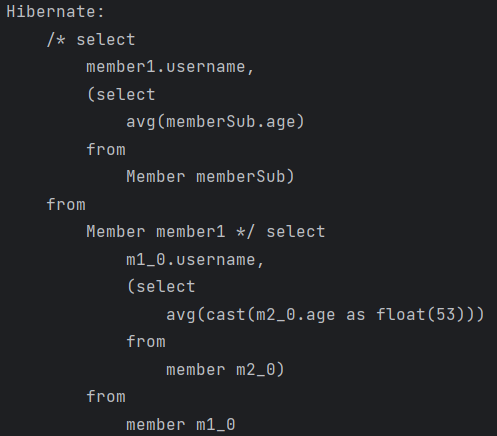 Hibernate:
    /* select
        member1.username,
        (select
            avg(memberSub.age)
        from
            Member memberSub)
    from
        Member member1 */ select
            m1_0.username,
            (select
                avg(cast(m2_0.age as float(53)))
            from
                member m2_0)
        from
            member m1_0